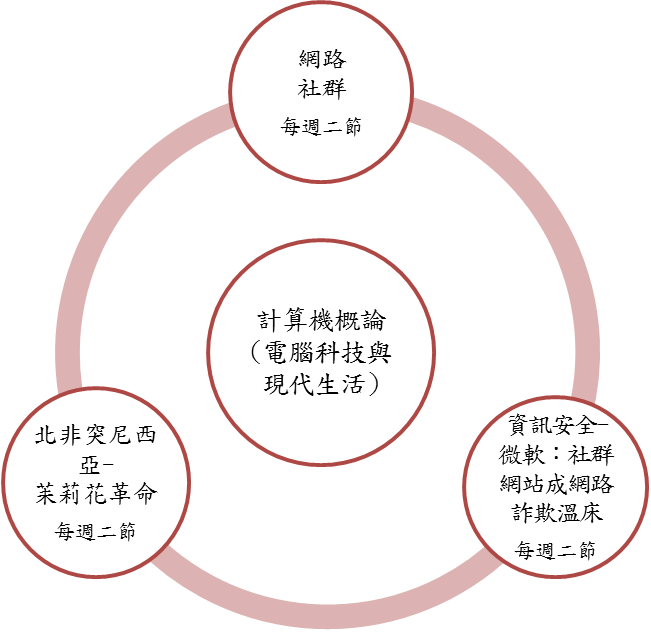 網路
社群
每週二節
計算機概論
（電腦科技與
現代生活）
北非突尼西
亞-
茉莉花革命
每週二節
資訊安全-
微軟：社群
網站成網路
詐欺溫床
每週二節